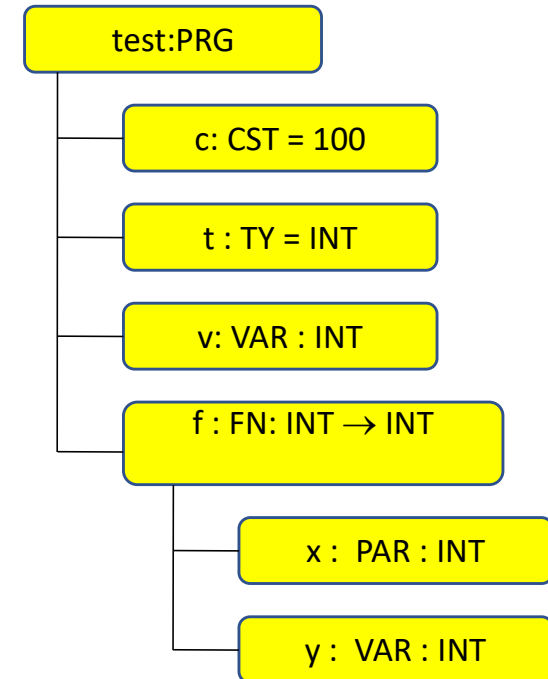 test:PRG
c: CST = 100
t : TY = INT
v: VAR : INT
f : FN: INT → INT
x :  PAR : INT
y :  VAR : INT